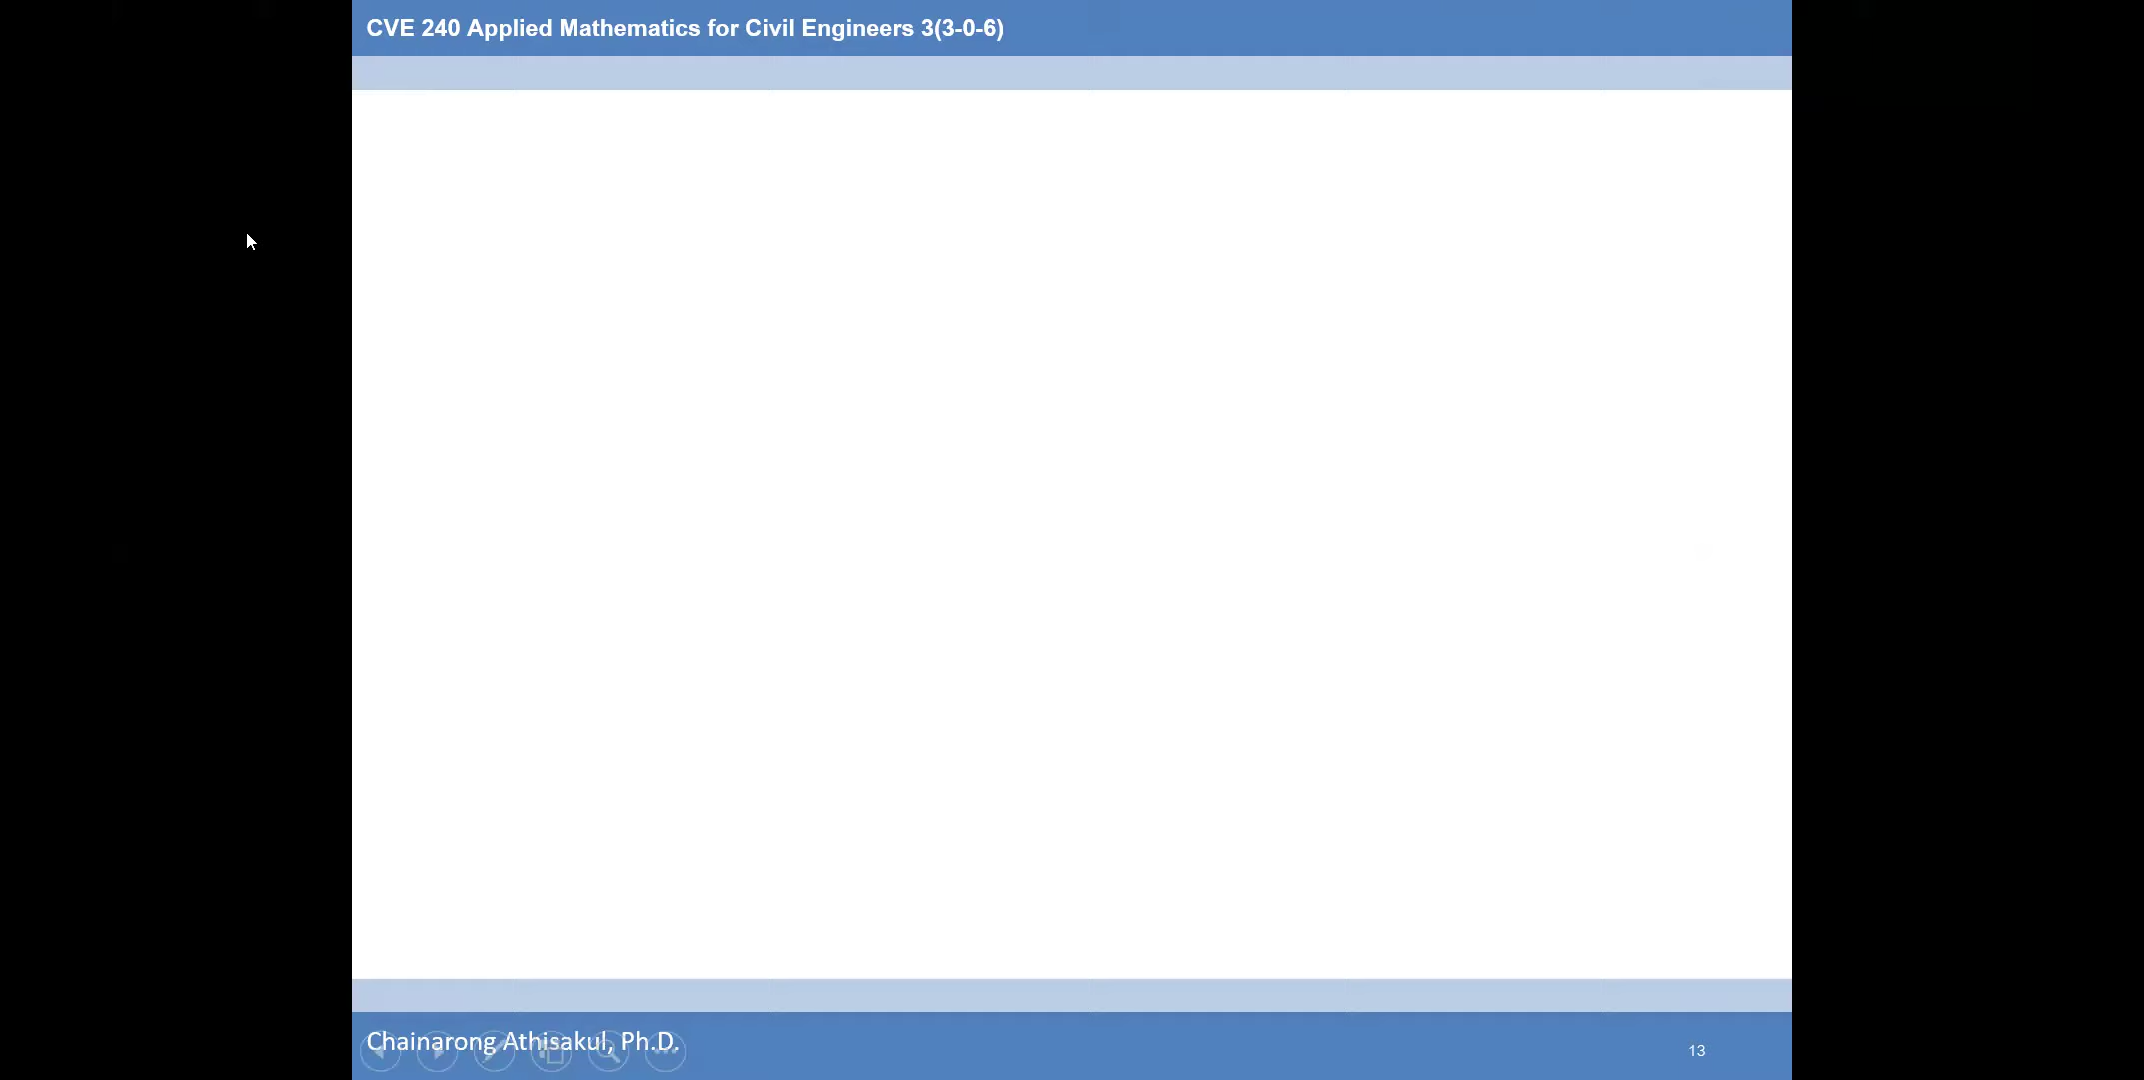 CVE 240 Applied Mathematics for Civil Engineers 3(3-0-6)
Chainarong Athisakul, Ph.D.
13